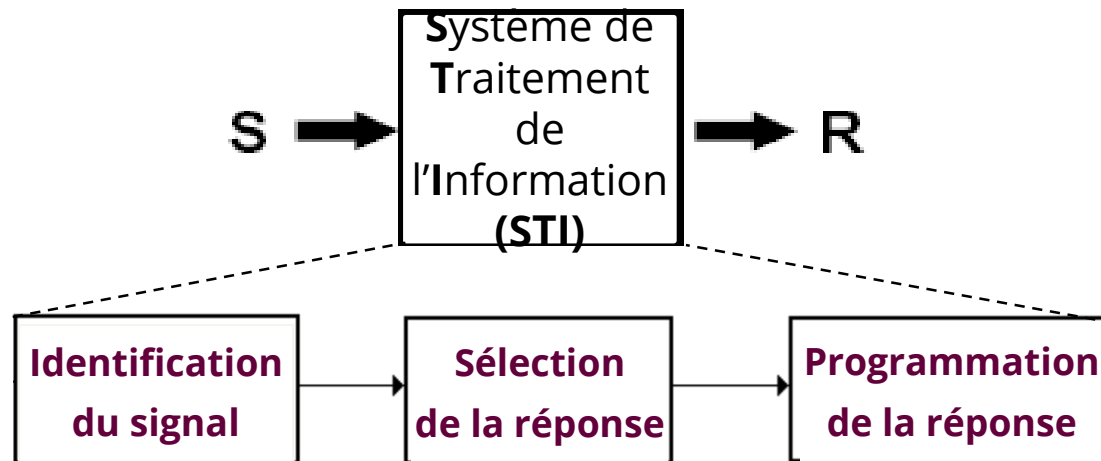 Système de
Traitement
de
l'Information
(STI)
S
R
Identification
du signal
Sélection
de la réponse
Programmation
de la réponse